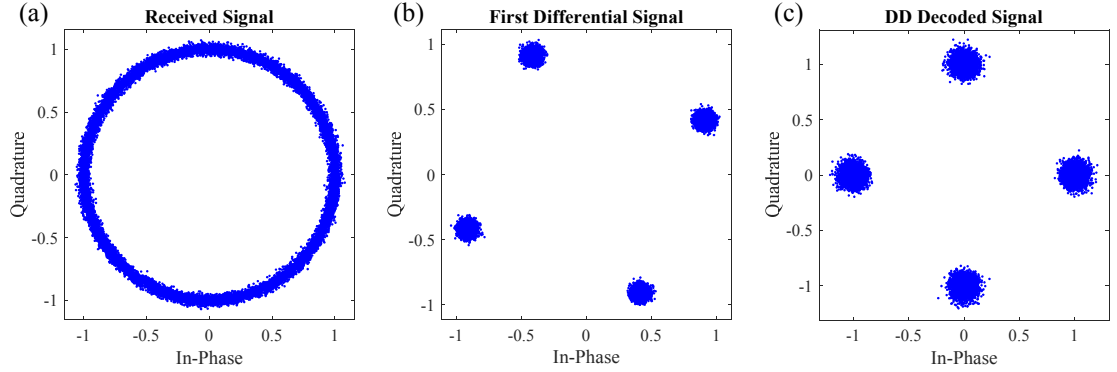 (a)
Received Signal
1
0.5
0
-0.5
-1
Quadrature
-1 -0.5 0 0.5 1
In-Phase
(b)
First Differential Signal
1
0.5
0
-0.5
-1
Quadrature
-1 -0.5 0 0.5 1
In-Phase
(c)
DD Decoded Signal
1
0.5
0
-0.5
-1
Quadrature
-1 -0.5 0 0.5 1
In-Phase